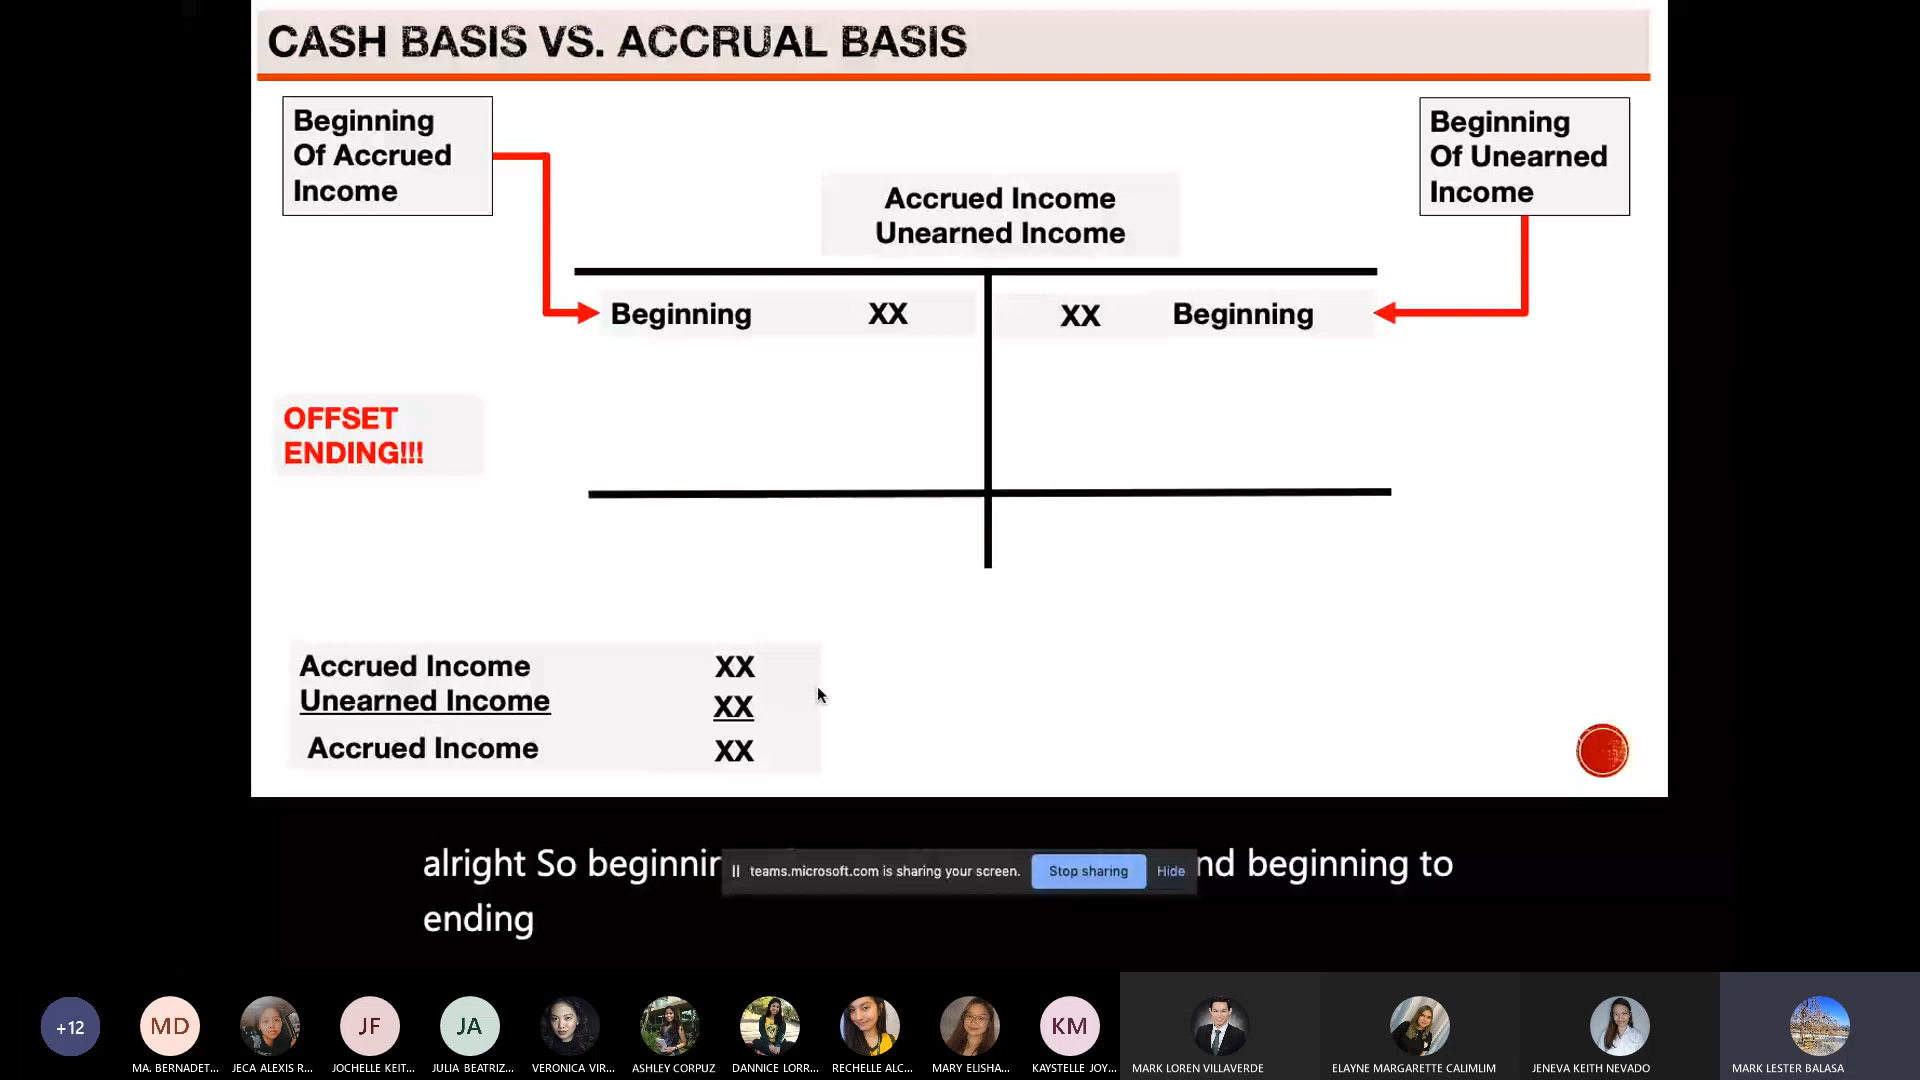 CASH BASIS VS. ACCRUAL BASIS
Beginning
Of Accrued
Income
Beginning
Of Unearned
Income
Accrued Income
Unearned Income
Beginning XX
XX Beginning
OFFSET
ENDING!!!
Accrued Income XX
Unearned Income XX
Accrued Income XX
alright So and beginning to
ending
teams.microsoft.com is sharing your screen. Stop sharing Hide
+12
MD
JF
JA
KM
MA. BERNADET... JECA ALEXIS R... JOCHELLE KEIT... JULIA BEATRIZ... VERONICA VIR... ASHLEY CORPUZ DANNICE LORR... RECHELLE ALC... MARY ELISHA... KAYSTELLE JOY... MARK LOREN VILLAVERDE ELAYNE MARGARETTE CALIMLIM JENEVA KEITH NEVADO MARK LESTER BALASA